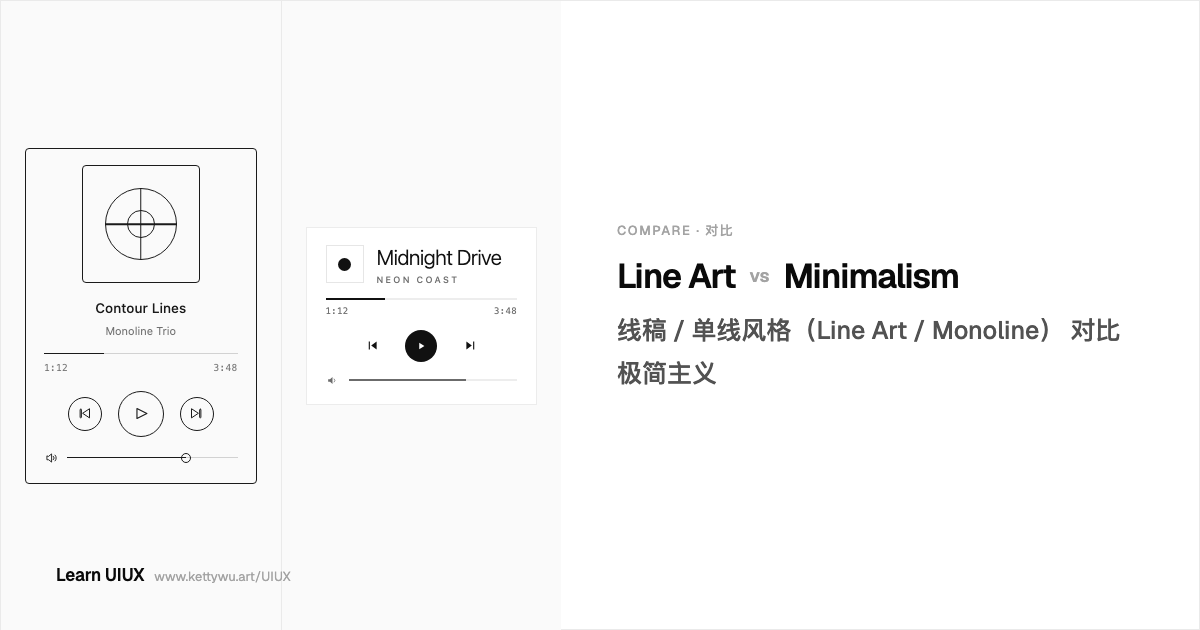 Contour Lines
Monoline Trio
1:12 3:48
Midnight Drive
NEON COAST
1:12 3:48
COMPARE · 对比
Line Art vs Minimalism
线稿 / 单线风格（Line Art / Monoline） 对比
极简主义
Learn UIUX www.kettywu.art/UIUX